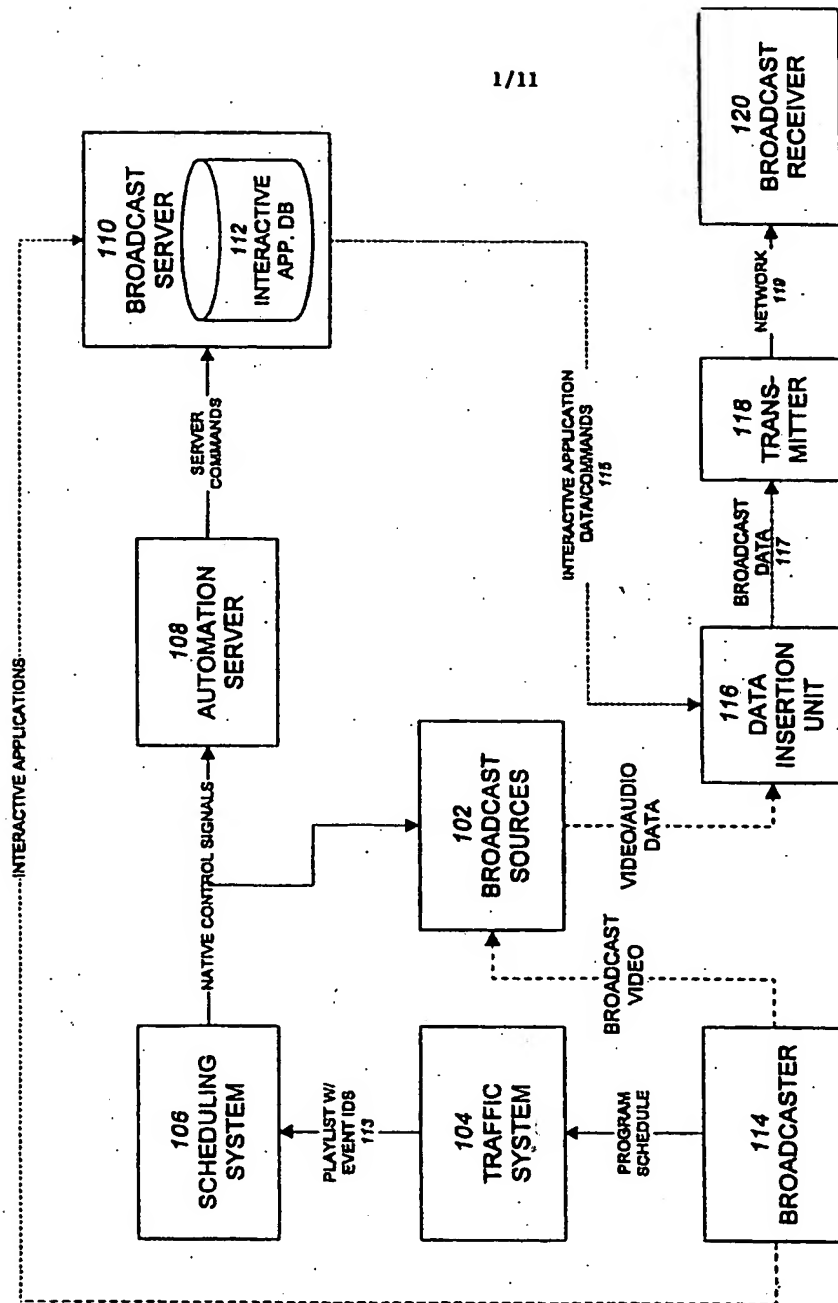 1/11
INTERACTIVE APPLICATIONS
106
SCHEDULING
SYSTEM
NATIVE CONTROL SIGNALS
108
AUTOMATION
SERVER
SERVER
COMMANDS
110
BROADCAST
SERVER
112
INTERACTIVE
APP. DB
PLAYLIST W/
EVENT IDS
113
104
TRAFFIC
SYSTEM
PROGRAM
SCHEDULE
114
BROADCASTER
BROADCAST
VIDEO
102
BROADCAST
SOURCES
VIDEO/AUDIO
DATA
INTERACTIVE APPLICATION
DATA/COMMANDS
115
116
DATA
INSERTION
UNIT
BROADCAST
DATA
117
118
TRANS-
MITTER
NETWORK
119
120
BROADCAST
RECEIVER